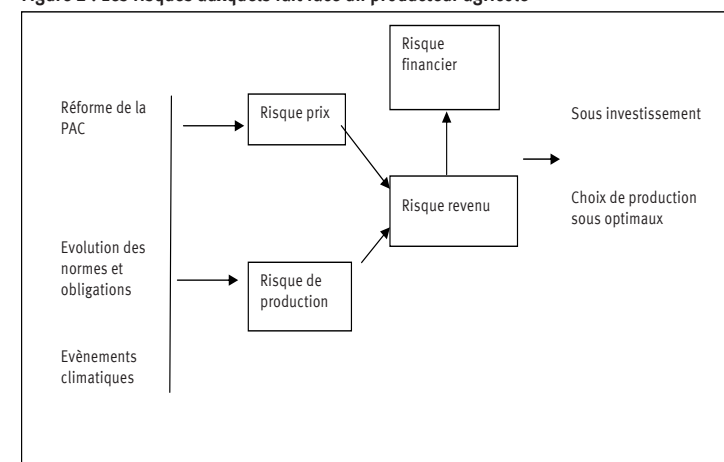 Risque
financier
Réforme de la
PAC
Risque prix
Sous investissement
Risque revenu
Choix de production
sous optimaux
Evolution des
normes et
obligations
Risque de
production
Evènements
climatiques